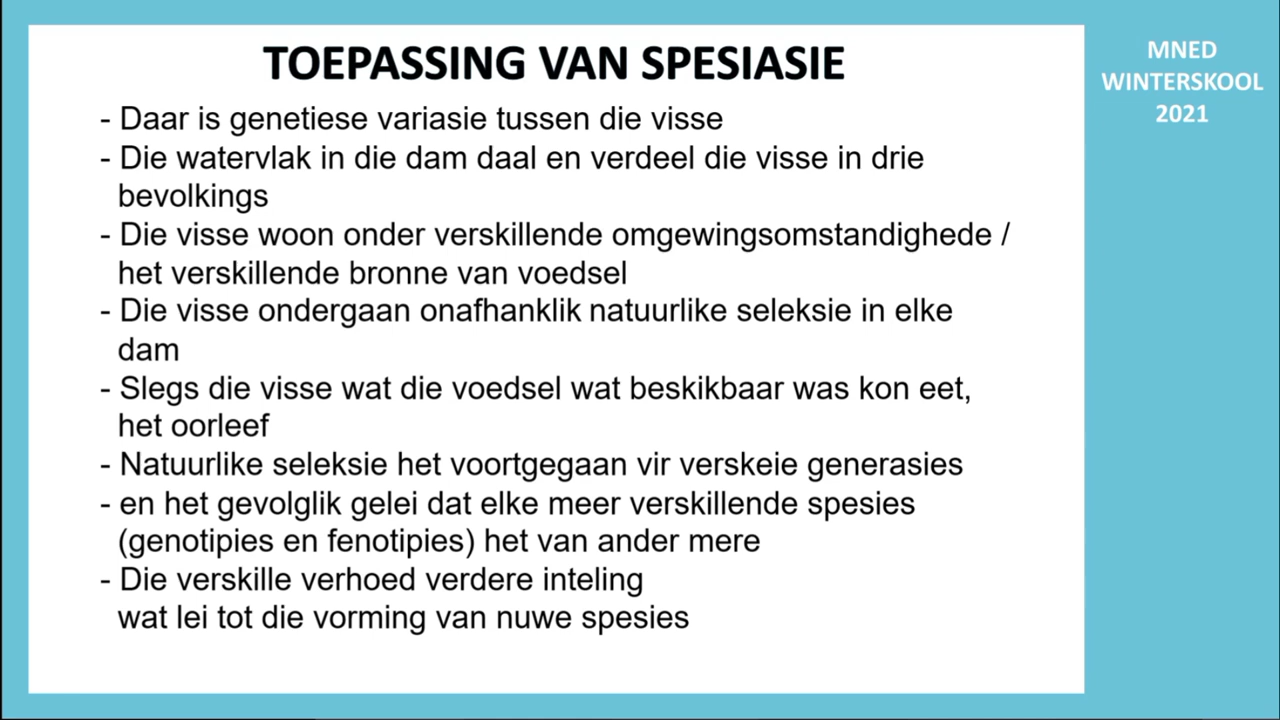 TOEPASSING VAN SPESIASIE
- Daar is genetiese variasie tussen die visse
- Die watervlak in die dam daal en verdeel die visse in drie
bevolkings
- Die visse woon onder verskillende omgewingsomstandighede /
het verskillende bronne van voedsel
- Die visse ondergaan onafhanklik natuurlike seleksie in elke
dam
- Slegs die visse wat die voedsel wat beskikbaar was kon eet,
het oorleef
- Natuurlike seleksie het voortgegaan vir verskeie generasies
- en het gevolglik gelei dat elke meer verskillende spesies
(genotipies en fenotipies) het van ander mere
- Die verskille verhoed verdere inteling
wat lei tot die vorming van nuwe spesies
MNED
WINTERSKOOL
2021